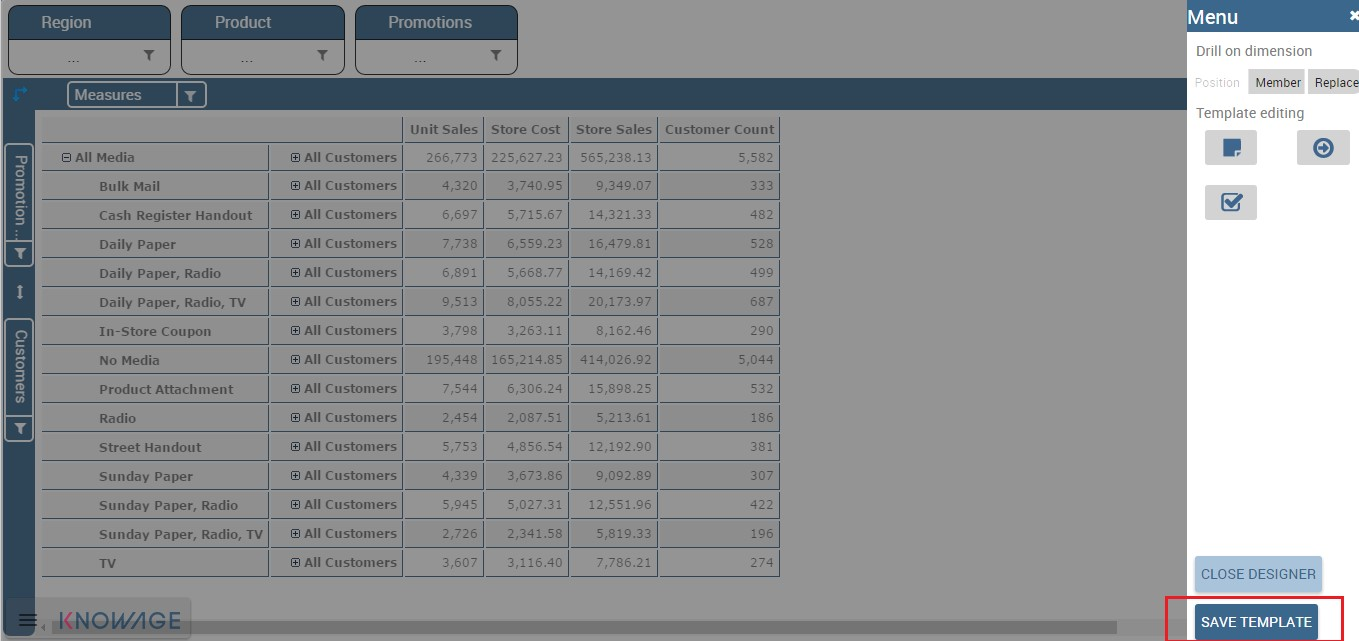 Region Product Promotions Menu
... ... ...
Drill on dimension
Position Member Replace
Measures
Template editing
Promotion ...
Customers
Unit Sales Store Cost Store Sales Customer Count
All Media All Customers 266,773 225,627.23 565,238.13 5,582
Bulk Mail All Customers 4,320 3,740.95 9,349.07 333
Cash Register Handout All Customers 6,697 5,715.67 14,321.33 482
Daily Paper All Customers 7,738 6,559.23 16,479.81 528
Daily Paper, Radio All Customers 6,891 5,668.77 14,169.42 499
Daily Paper, Radio, TV All Customers 9,513 8,055.22 20,173.97 687
In-Store Coupon All Customers 3,798 3,263.11 8,162.46 290
No Media All Customers 195,448 165,214.85 414,026.92 5,044
Product Attachment All Customers 7,544 6,306.24 15,898.25 532
Radio All Customers 2,454 2,087.51 5,213.61 186
Street Handout All Customers 5,753 4,856.54 12,192.90 381
Sunday Paper All Customers 4,339 3,673.86 9,092.89 307
Sunday Paper, Radio All Customers 5,945 5,027.31 12,551.96 422
Sunday Paper, Radio, TV All Customers 2,726 2,341.58 5,819.33 196
TV All Customers 3,607 3,116.40 7,786.21 274
CLOSE DESIGNER
KNOWAGE
SAVE TEMPLATE